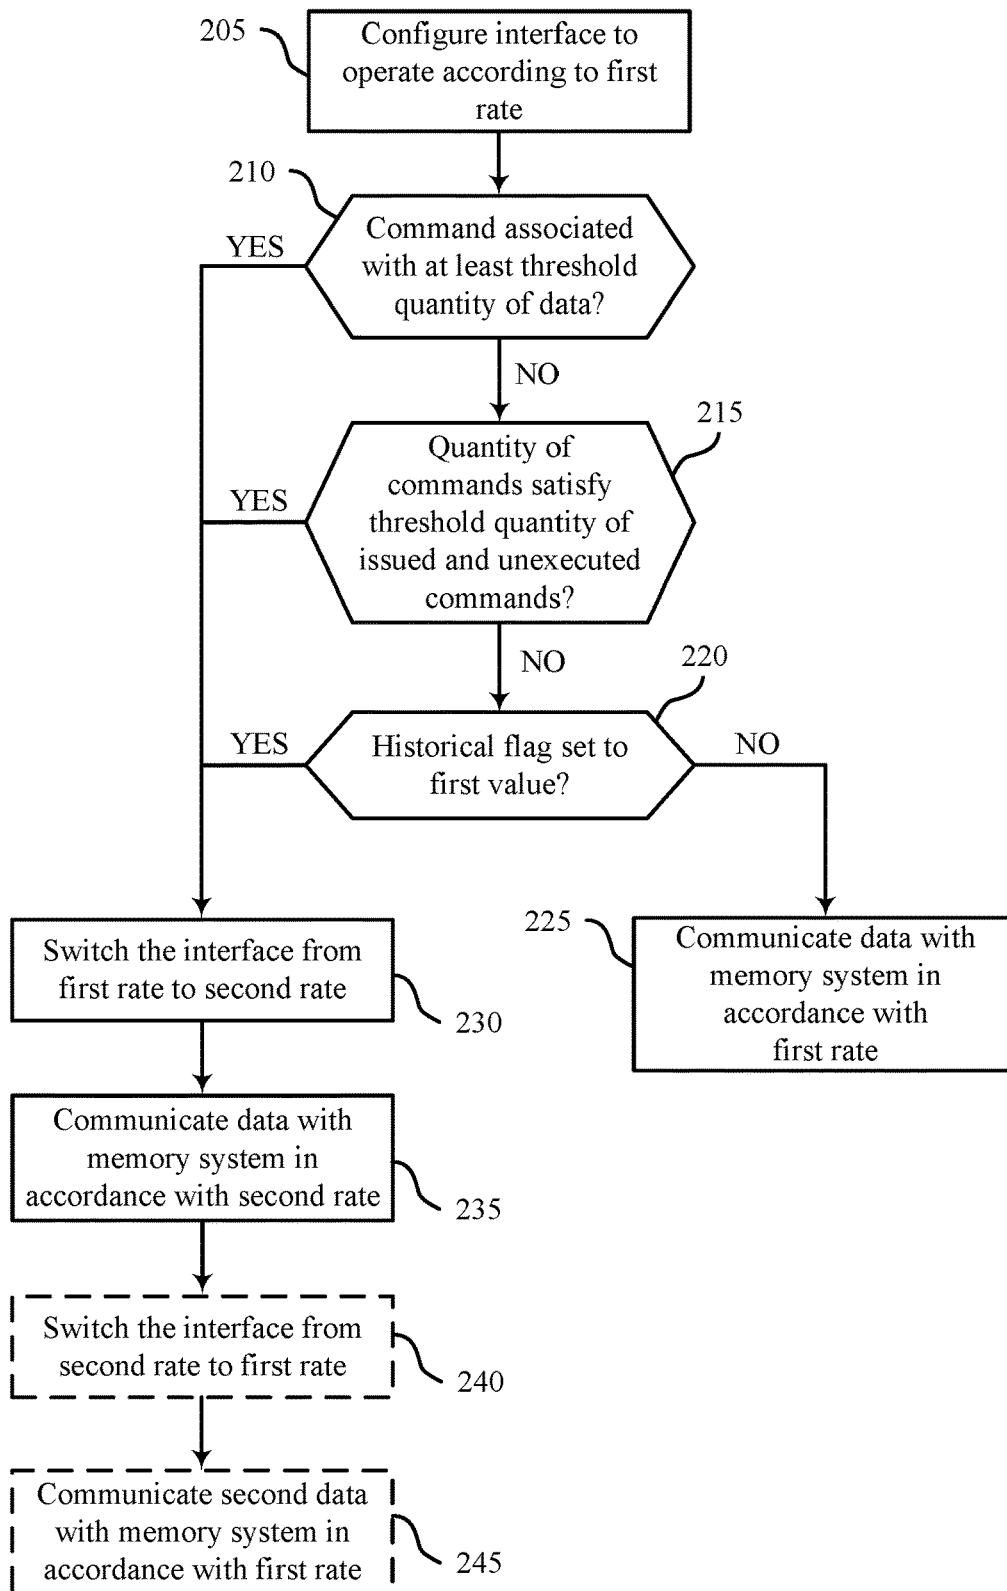 205
Configure interface to
operate according to first
rate
210
YES
Command associated
with at least threshold
quantity of data?
NO
215
YES
Quantity of
commands satisfy
threshold quantity of
issued and unexecuted
commands?
NO
220
YES
Historical flag set to
first value?
NO
225
Communicate data with
memory system in
accordance with
first rate
Switch the interface from
first rate to second rate
230
Communicate data with
memory system in
accordance with second rate
235
Switch the interface from
second rate to first rate
240
Communicate second data
with memory system in
accordance with first rate
245